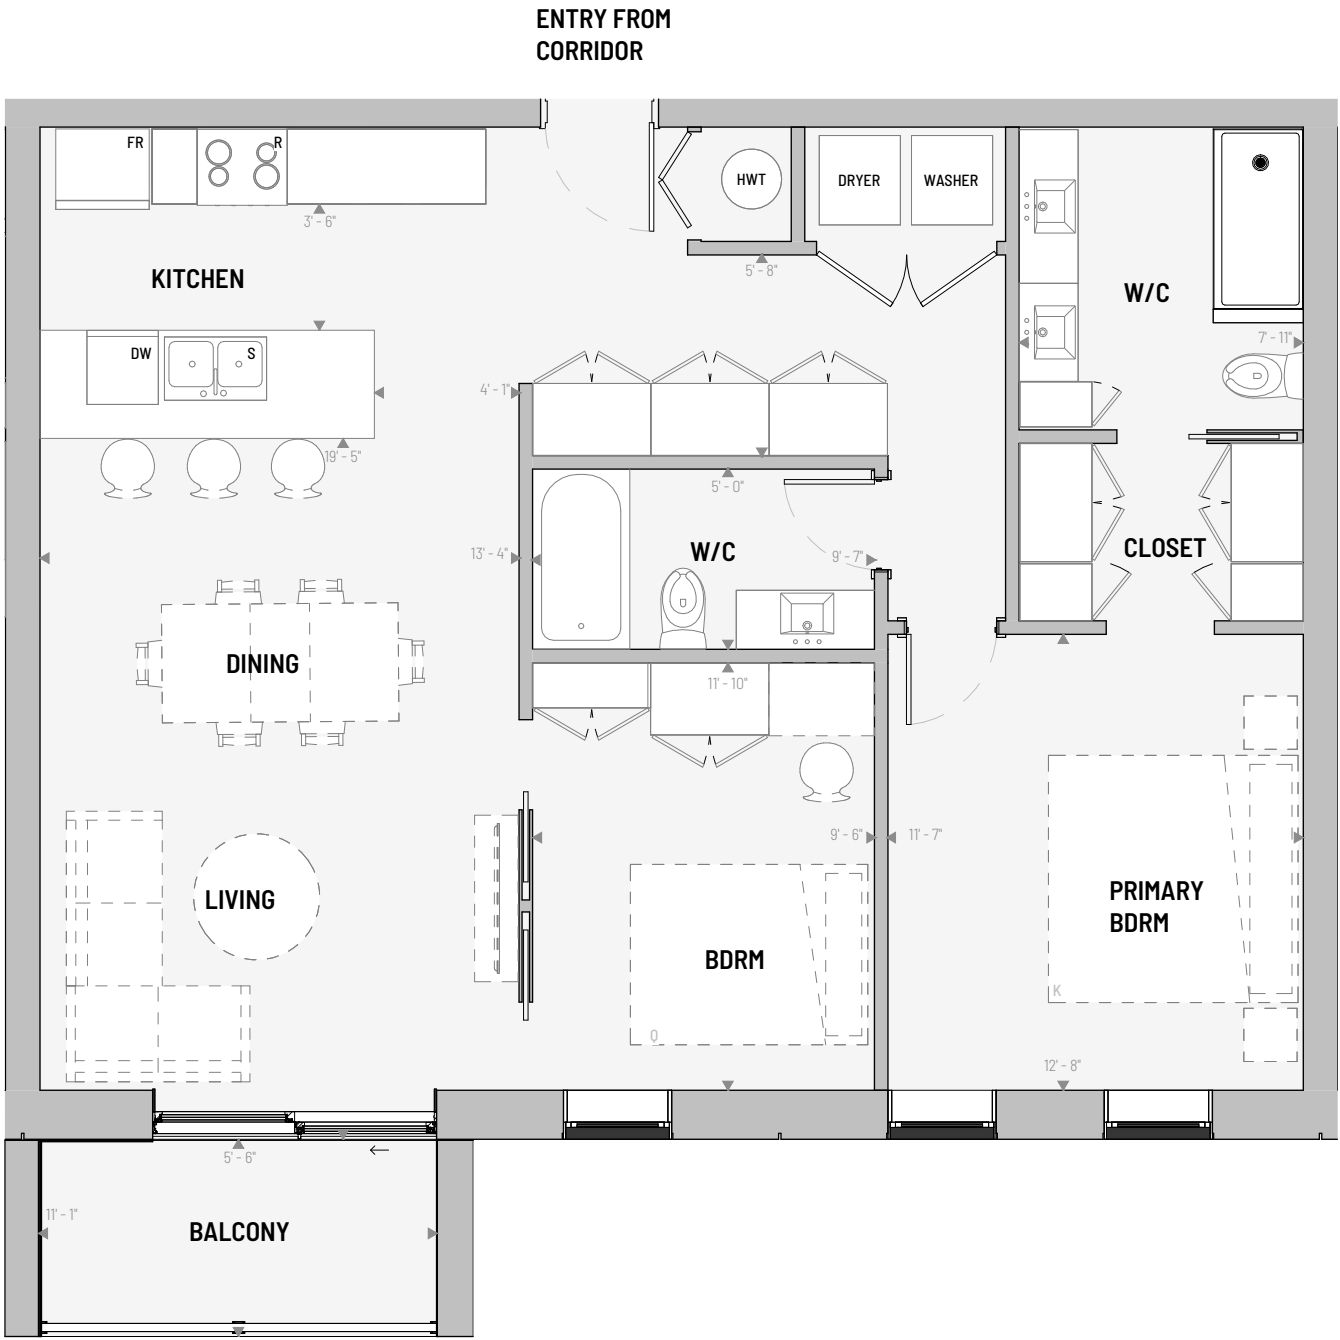 ENTRY FROM
CORRIDOR
FR
R
HWT
DRYER
WASHER
3' - 6"
5' - 8"
KITCHEN
W/C
7' - 11"
DW
S
4' - 1"
19' - 5"
5' - 0"
13' - 4"
W/C
9' - 7"
CLOSET
DINING
11' - 10"
9' - 6"
11' - 7"
LIVING
PRIMARY
BDRM
BDRM
K
Q
12' - 8"
5' - 6"
11' - 1"
BALCONY